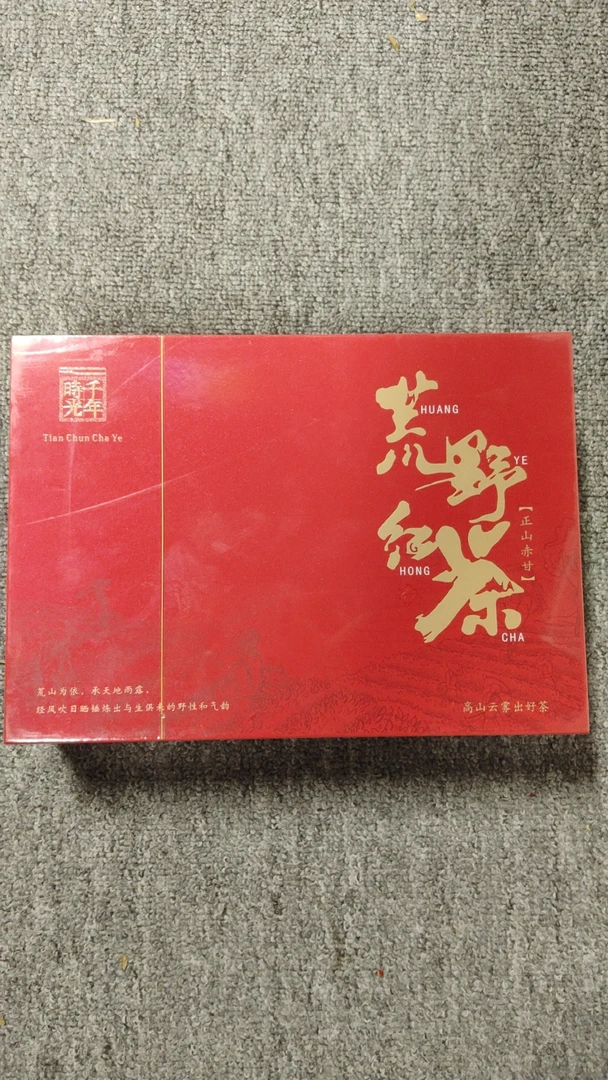 千年時光
Tian Chun Cha Ye
荒 HUANG
野 YE
红 HONG
茶 CHA
【正山赤甘】
荒山为依，承天地雨露，
经风吹日晒捶炼出与生俱来的野性和气韵
高山云雾出好茶